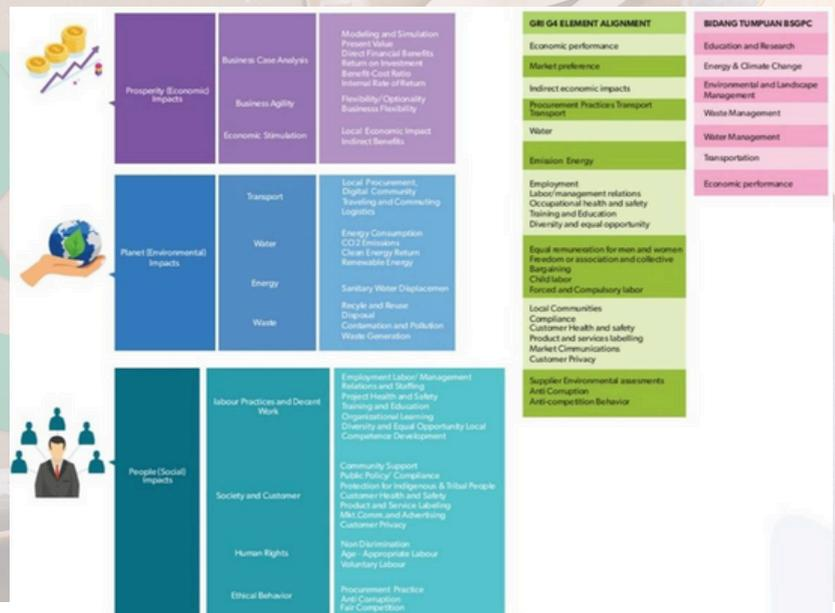 Prosperity (Economic)
Impacts
Business Case Analysis
Modeling and Simulation
Present Value
Direct Financial Benefits
Return on Investment
Benefit-Cost Ratio
Internal Rate of Return
Business Agility
Flexibility/Optionality
Businesss Flexibility
Economic Stimulation
Local Economic Impact
Indirect Benefits
Planet (Environmental)
Impacts
Transport
Local Procurement,
Digital Community
Traveling and Commuting
Logistics
Water
Energy Consumption
CO2 Emissions
Clean Energy Return
Renewable Energy
Energy
Sanitary Water Displacemen
Waste
Recyle and Reuse
Disposal
Contamation and Pollution
Waste Generation
People (Social)
Impacts
labour Practices and Decent
Work
Employment Labor/ Management
Relations and Staffing
Project Health and Safety
Training and Education
Organizational Learning
Diversity and Equal Opportunity Local
Competence Development
Society and Customer
Community Support
Public Policy/ Compliance
Protection for Indigenous & Tribal People
Customer Health and Safety
Product and Service Labeling
Mkt.Comm.and Advertising
Customer Privacy
Human Rights
Non Disrimination
Age - Appropriate Labour
Voluntary Labour
Ethical Behavior
Procurement Practice
Anti Corruption
Fair Competition
GRI G4 ELEMENT ALIGNMENT
Economic performance
Market preference
Indirect economic impacts
Procurement Practices Transport
Transport
Water
Emission Energy
Employment
Labor/management relations
Occupational health and safety
Training and Education
Diversity and equal opportunity
Equal remuneration for men and women
Freedom or association and collective
Bargaining
Child labor
Forced and Compulsory labor
Local Communities
Compliance
Customer Health and safety
Product and services labelling
Market Cimmunications
Customer Privacy
Supplier Environmental assesments
Anti Corruption
Anti-competition Behavior
BIDANG TUMPUAN BSGPC
Education and Research
Energy & Climate Change
Environmental and Landscape
Management
Waste Management
Water Management
Transportation
Economic performance